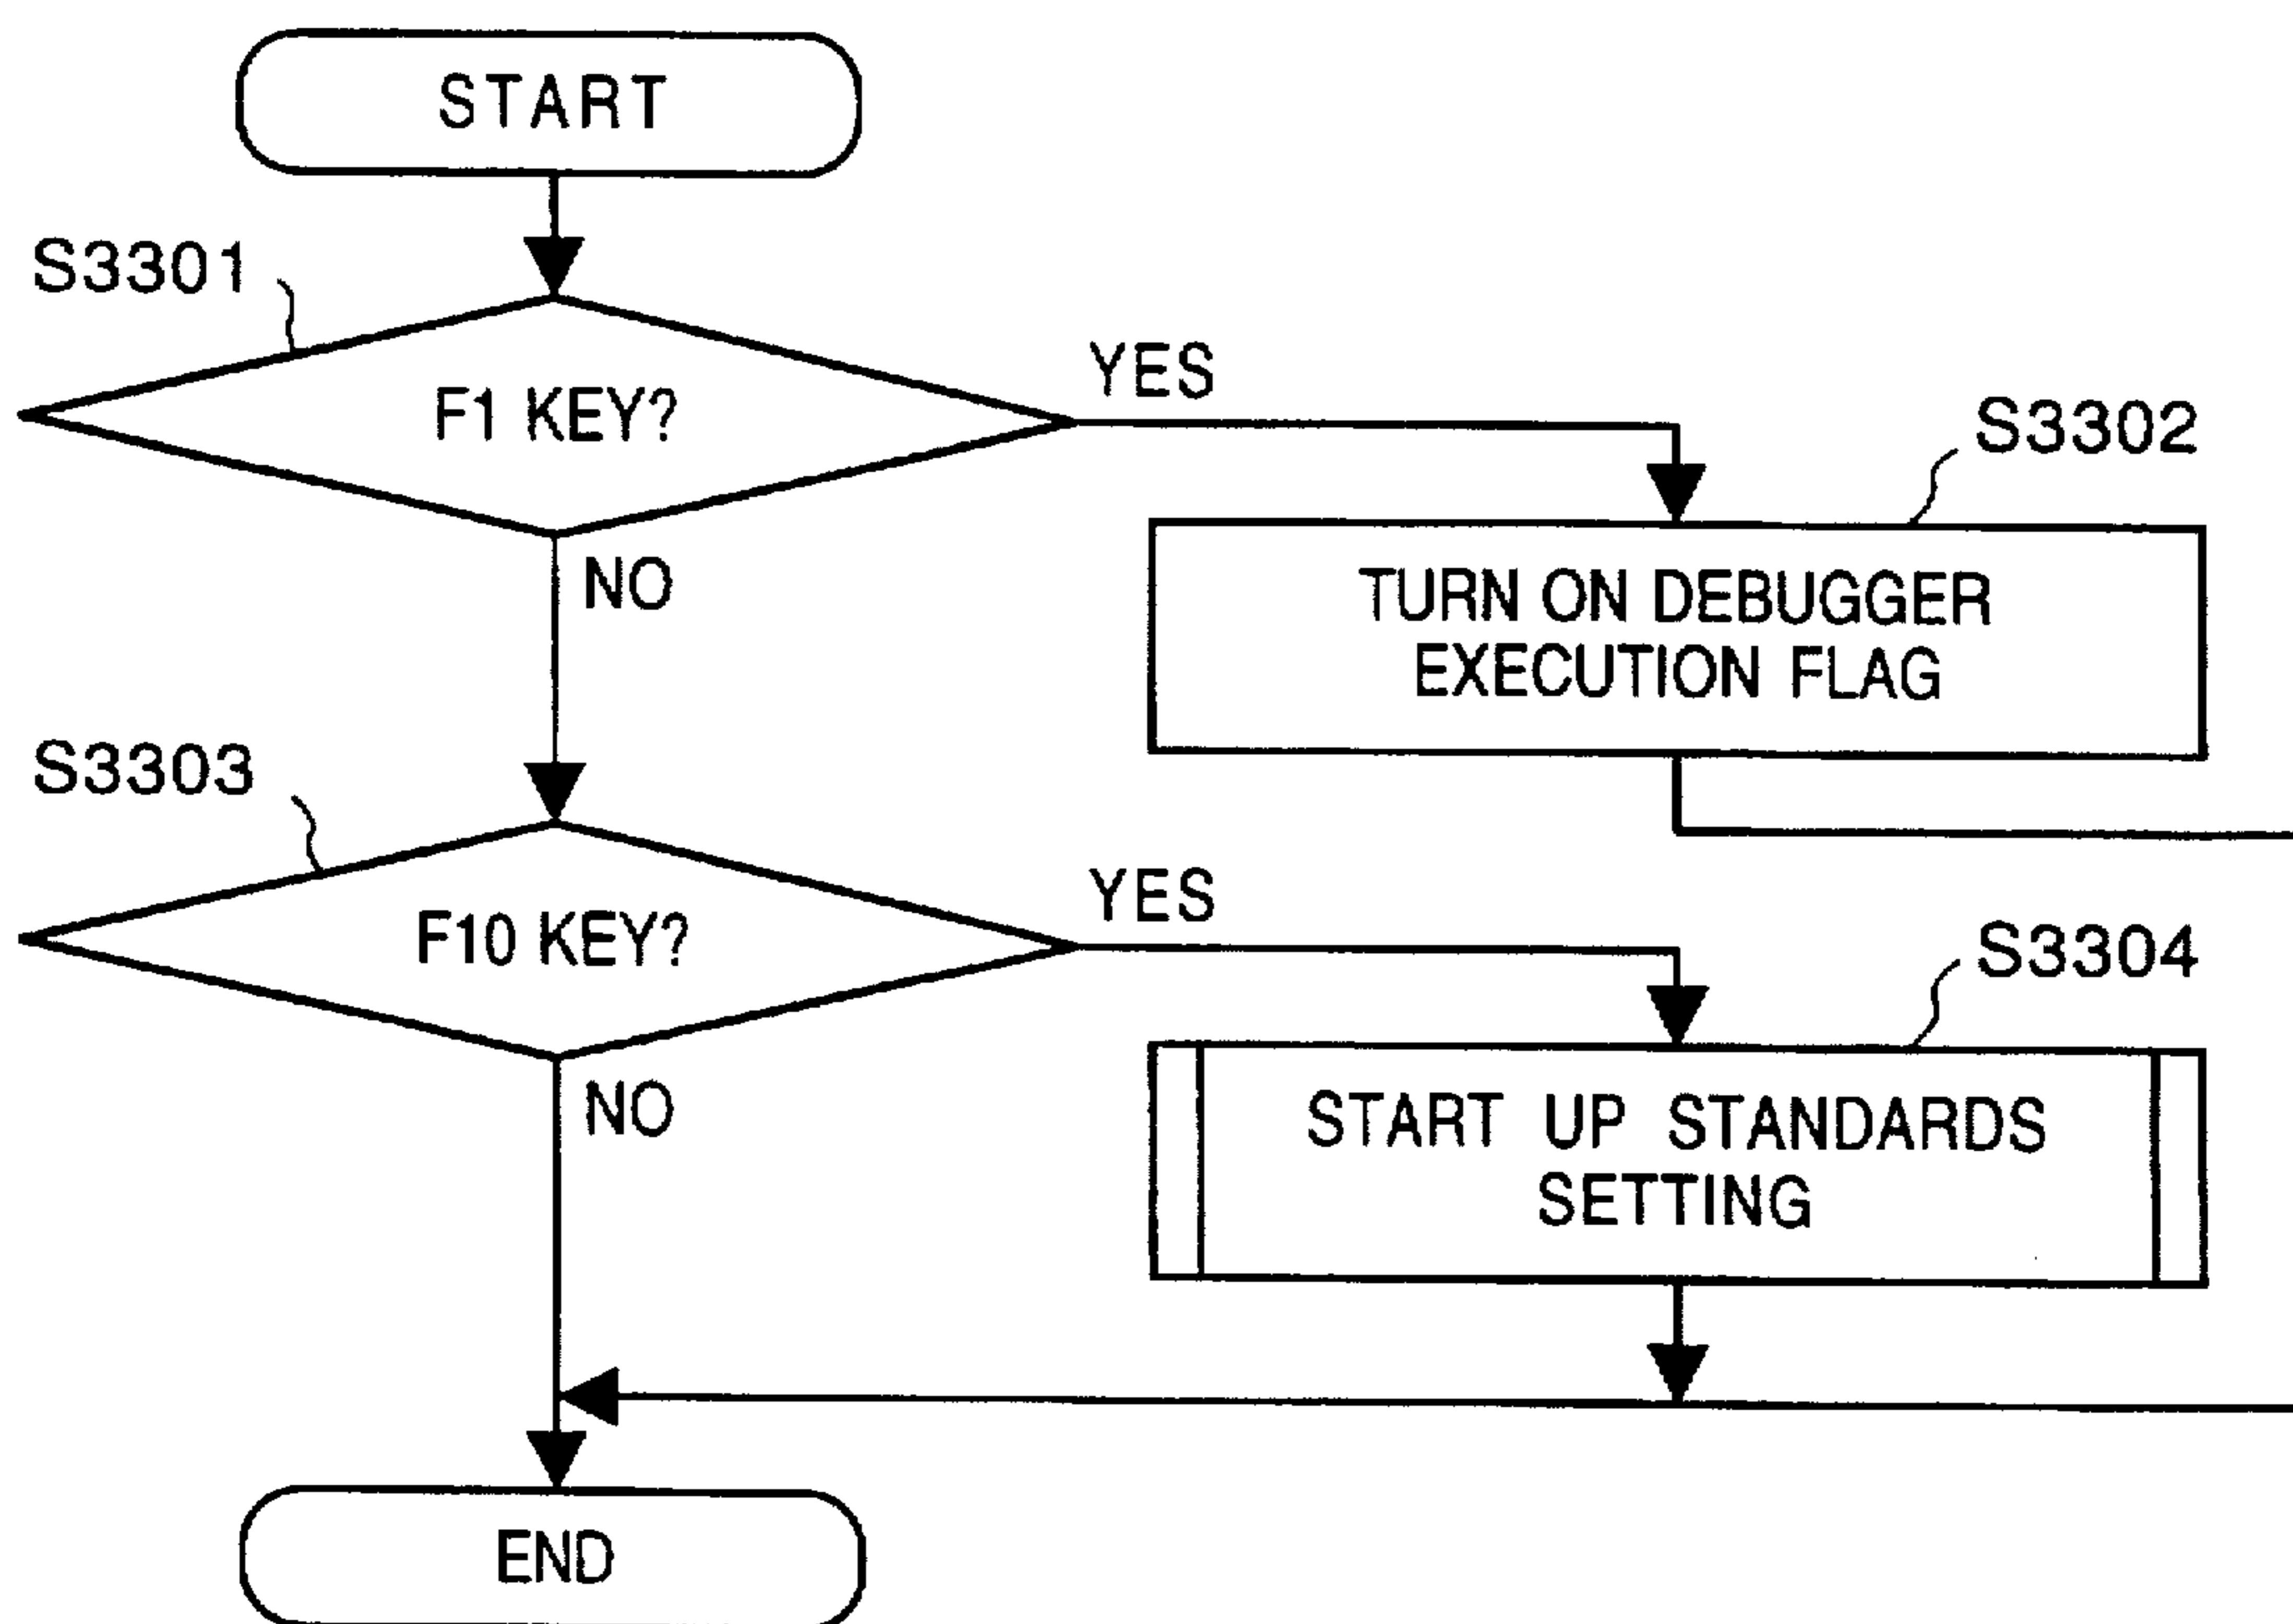 START
S3301
F1 KEY?
YES
NO
S3302
TURN ON DEBUGGER
EXECUTION FLAG
S3303
F10 KEY?
YES
NO
S3304
START UP STANDARDS
SETTING
END